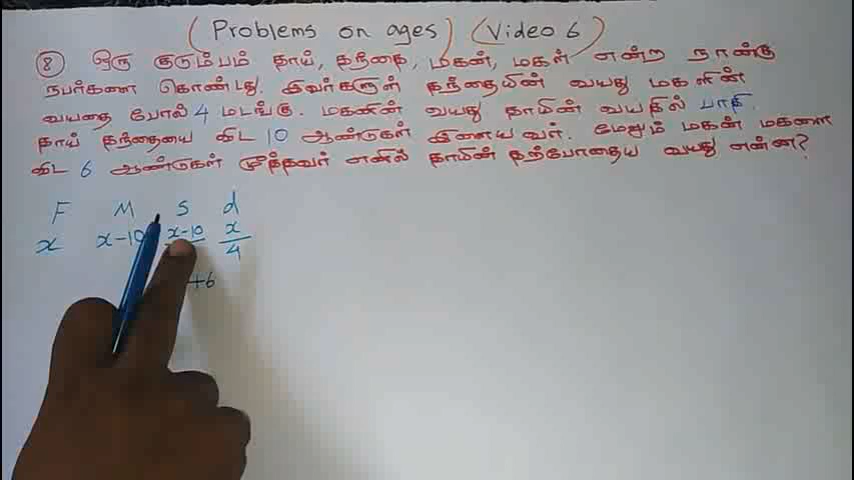 (Problems on ages) (Video 6)
8 ஒரு குடும்பம் தாய், தந்தை, மகன், மகள் என்ற நான்கு
நபர்களை கொண்டது. இவர்களுள் தந்தையின் வயது மகளின்
வயதை போல் 4 மடங்கு. மகனின் வயது தாயின் வயதில் பாதி.
தாய் தந்தையை விட 10 ஆண்டுகள் இளையவர். மேலும் மகன் மகளை
விட 6 ஆண்டுகள் மூத்தவர் எனில் தாயின் தற்போதைய வயது என்ன?
F M S d
x x-10 x-10 x/4
+6